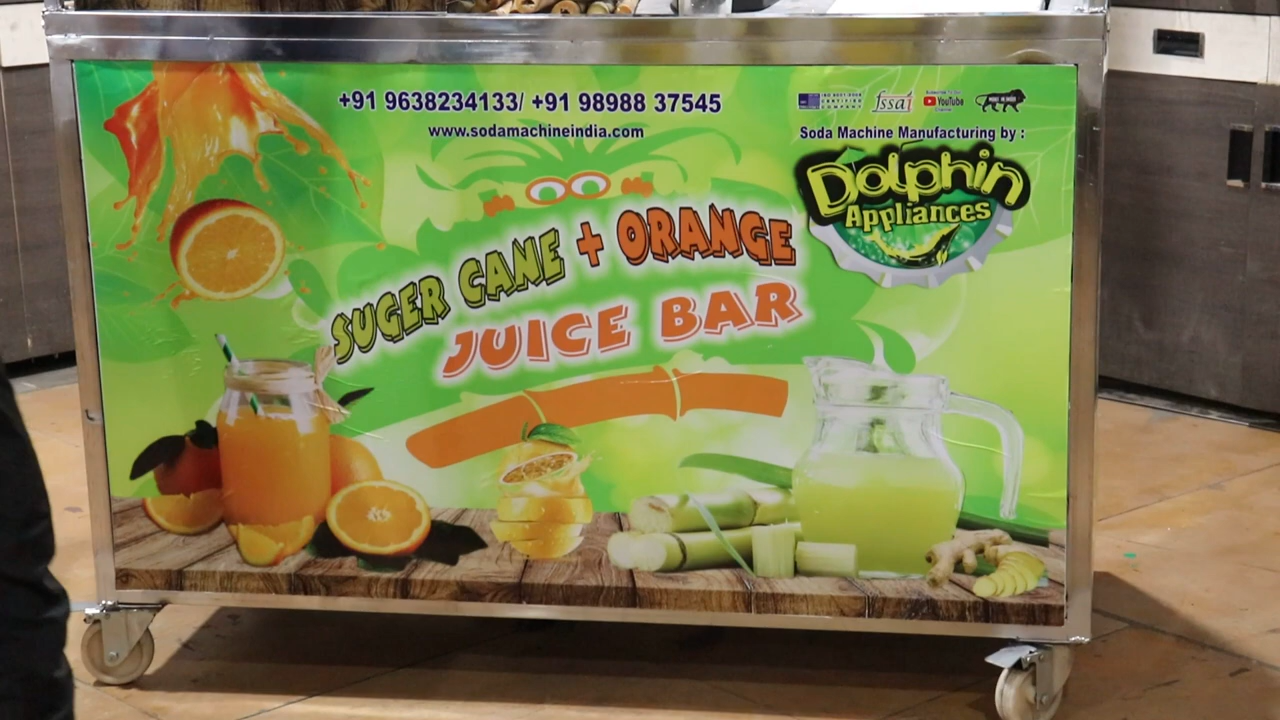 +91 9638234133/ +91 98988 37545
www.sodamachineindia.com
fssai
YouTube
Soda Machine Manufacturing by :
Dolphin
Appliances
SUGER CANE + ORANGE
JUICE BAR